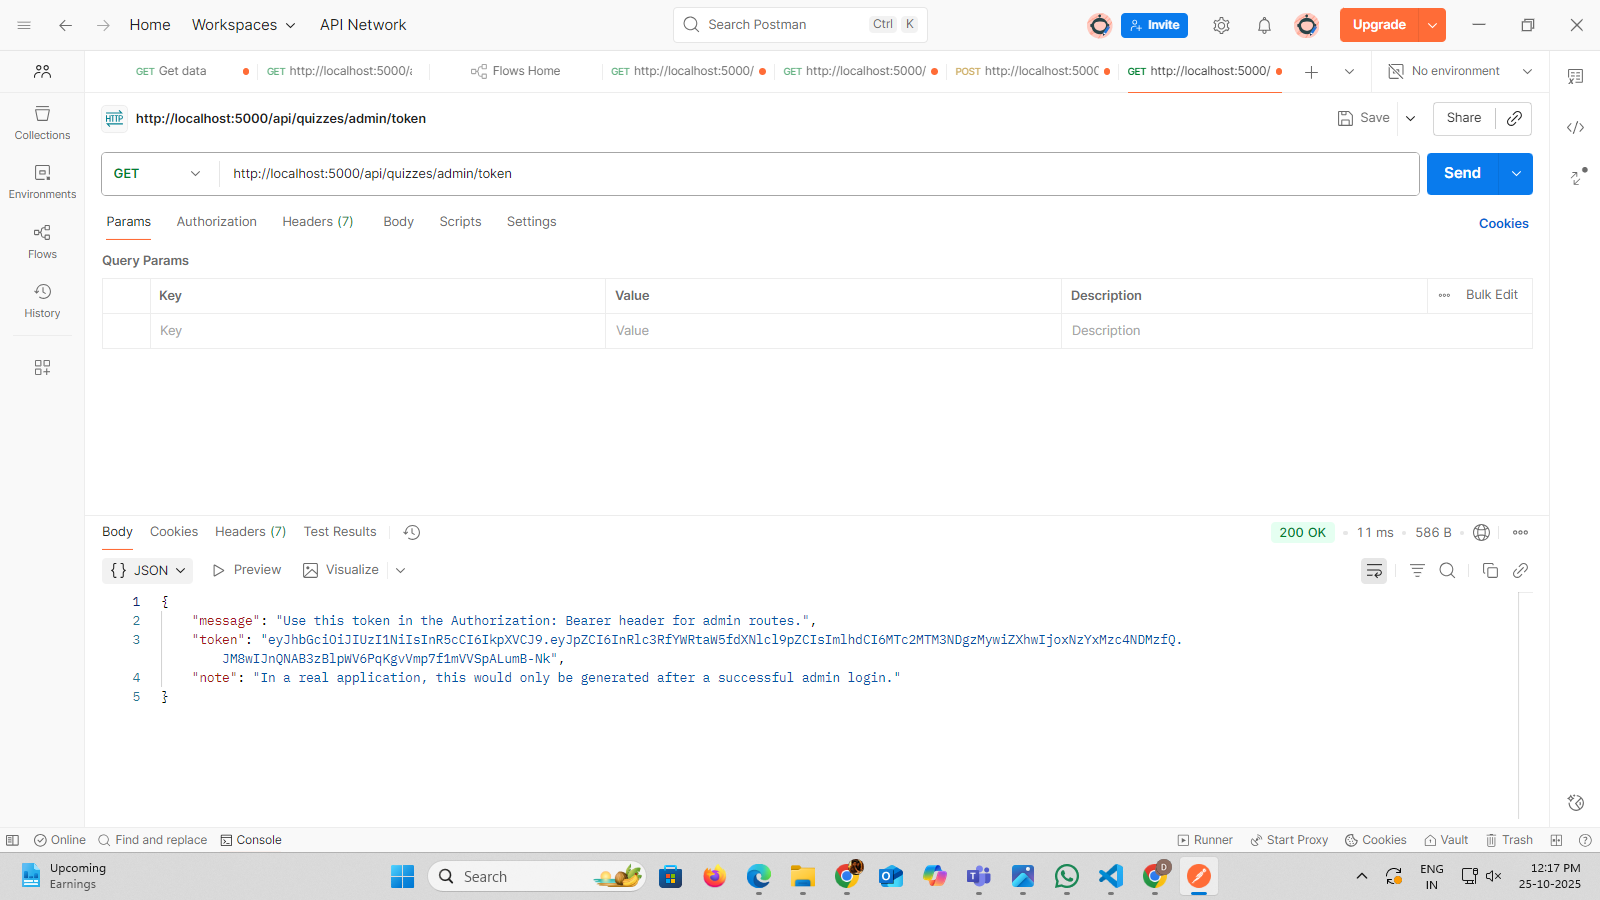 Home Workspaces API Network Search Postman Ctrl K Invite Upgrade
GET Get data GET http://localhost:5000/a Flows Home GET http://localhost:5000/ GET http://localhost:5000/ POST http://localhost:5000 GET http://localhost:5000/ No environment
HTTP http://localhost:5000/api/quizzes/admin/token Save Share
Collections
Environments
Flows
History
GET http://localhost:5000/api/quizzes/admin/token Send
Params Authorization Headers (7) Body Scripts Settings Cookies
Query Params
Key Value Description Bulk Edit
Key Value Description
Body Cookies Headers (7) Test Results 200 OK 11 ms 586 B
{} JSON Preview Visualize
1 {
2 "message": "Use this token in the Authorization: Bearer header for admin routes.",
3 "token": "eyJhbGciOiJIUzI1NiIsInR5cCI6IkpXVCJ9.eyJpZCI6InRlc3RfYWRtaW5fdXNlcl9pZCIsImlhdCI6MTc2MTM3NDgzMywiZXhwIjoxNzYxMzc4NDMzfQ.
JM8wIJnQNAB3zBlpWV6PqKgvVmp7f1mVVSpALumB-Nk",
4 "note": "In a real application, this would only be generated after a successful admin login."
5 }
Online Find and replace Console Runner Start Proxy Cookies Vault Trash
Upcoming
Earnings
Search
D
ENG
IN
12:17 PM
25-10-2025